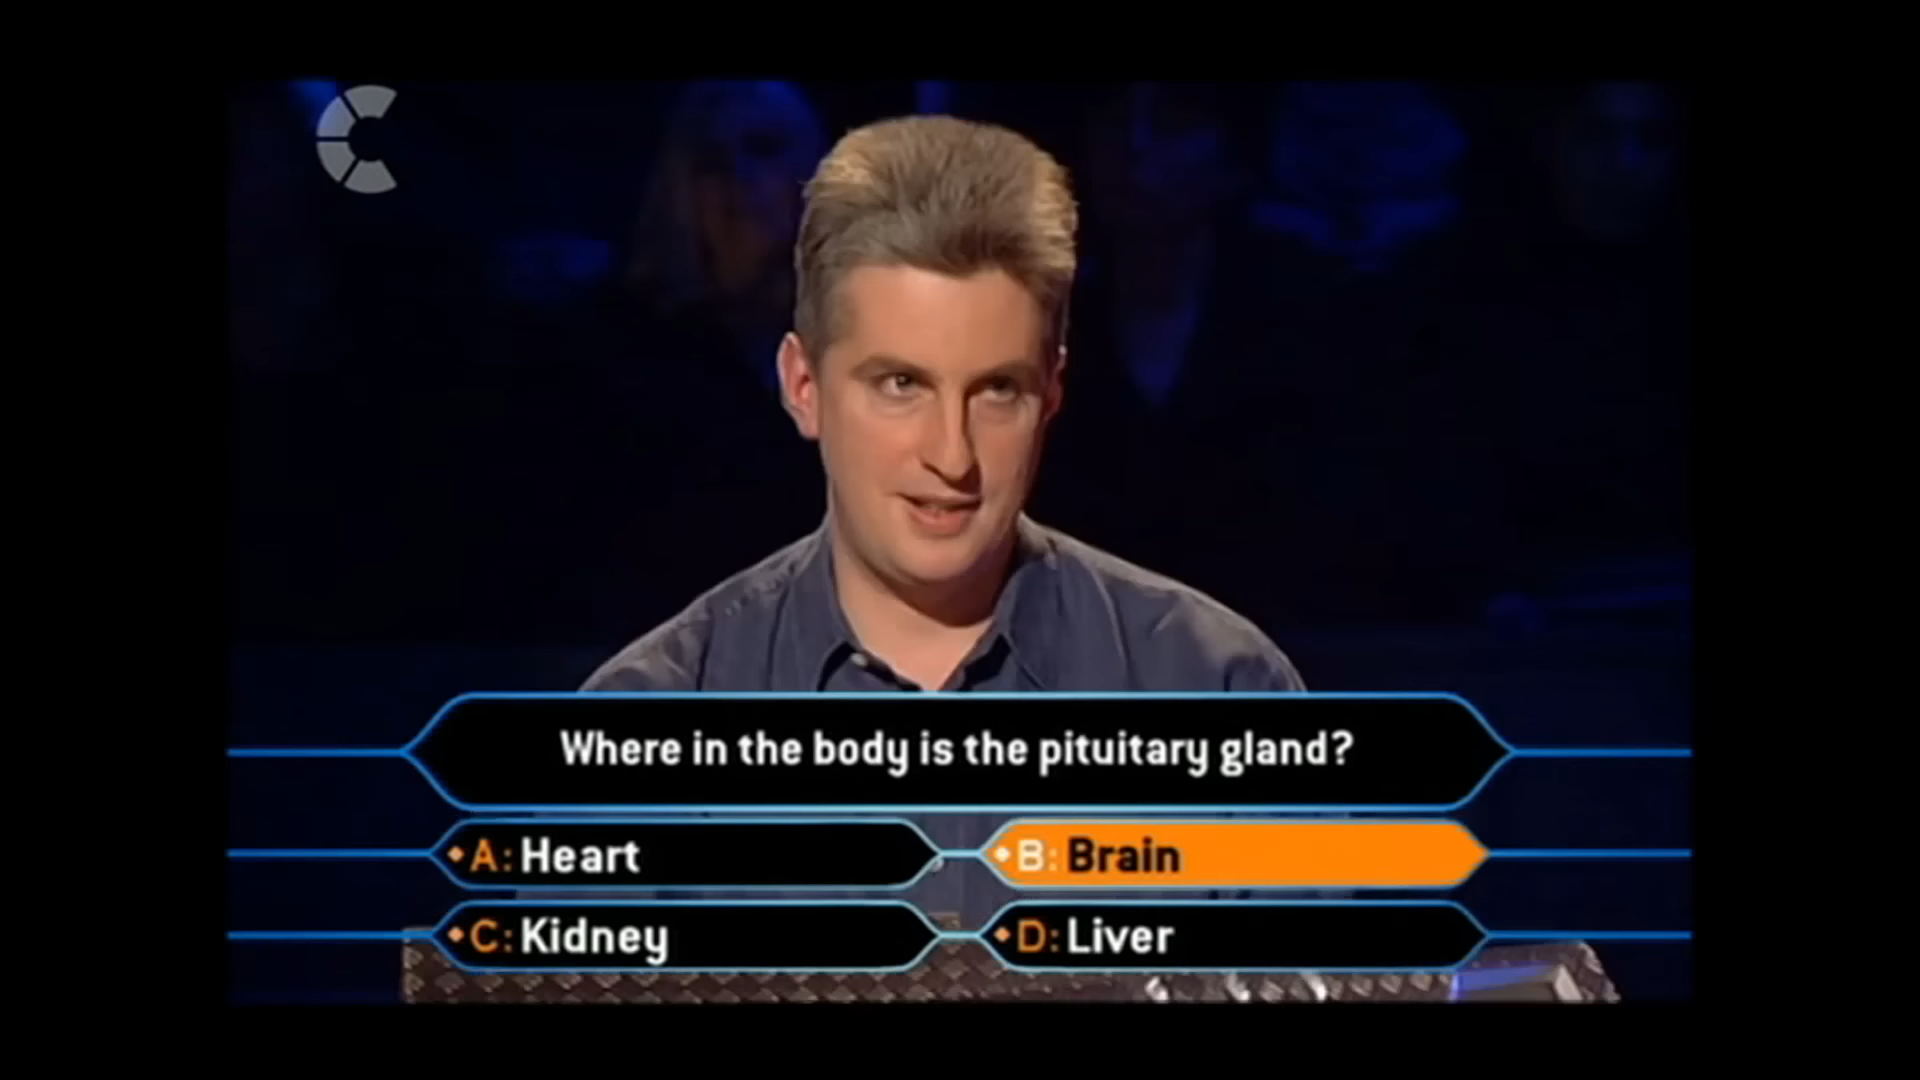 Where in the body is the pituitary gland?
A: Heart
B: Brain
C: Kidney
D: Liver